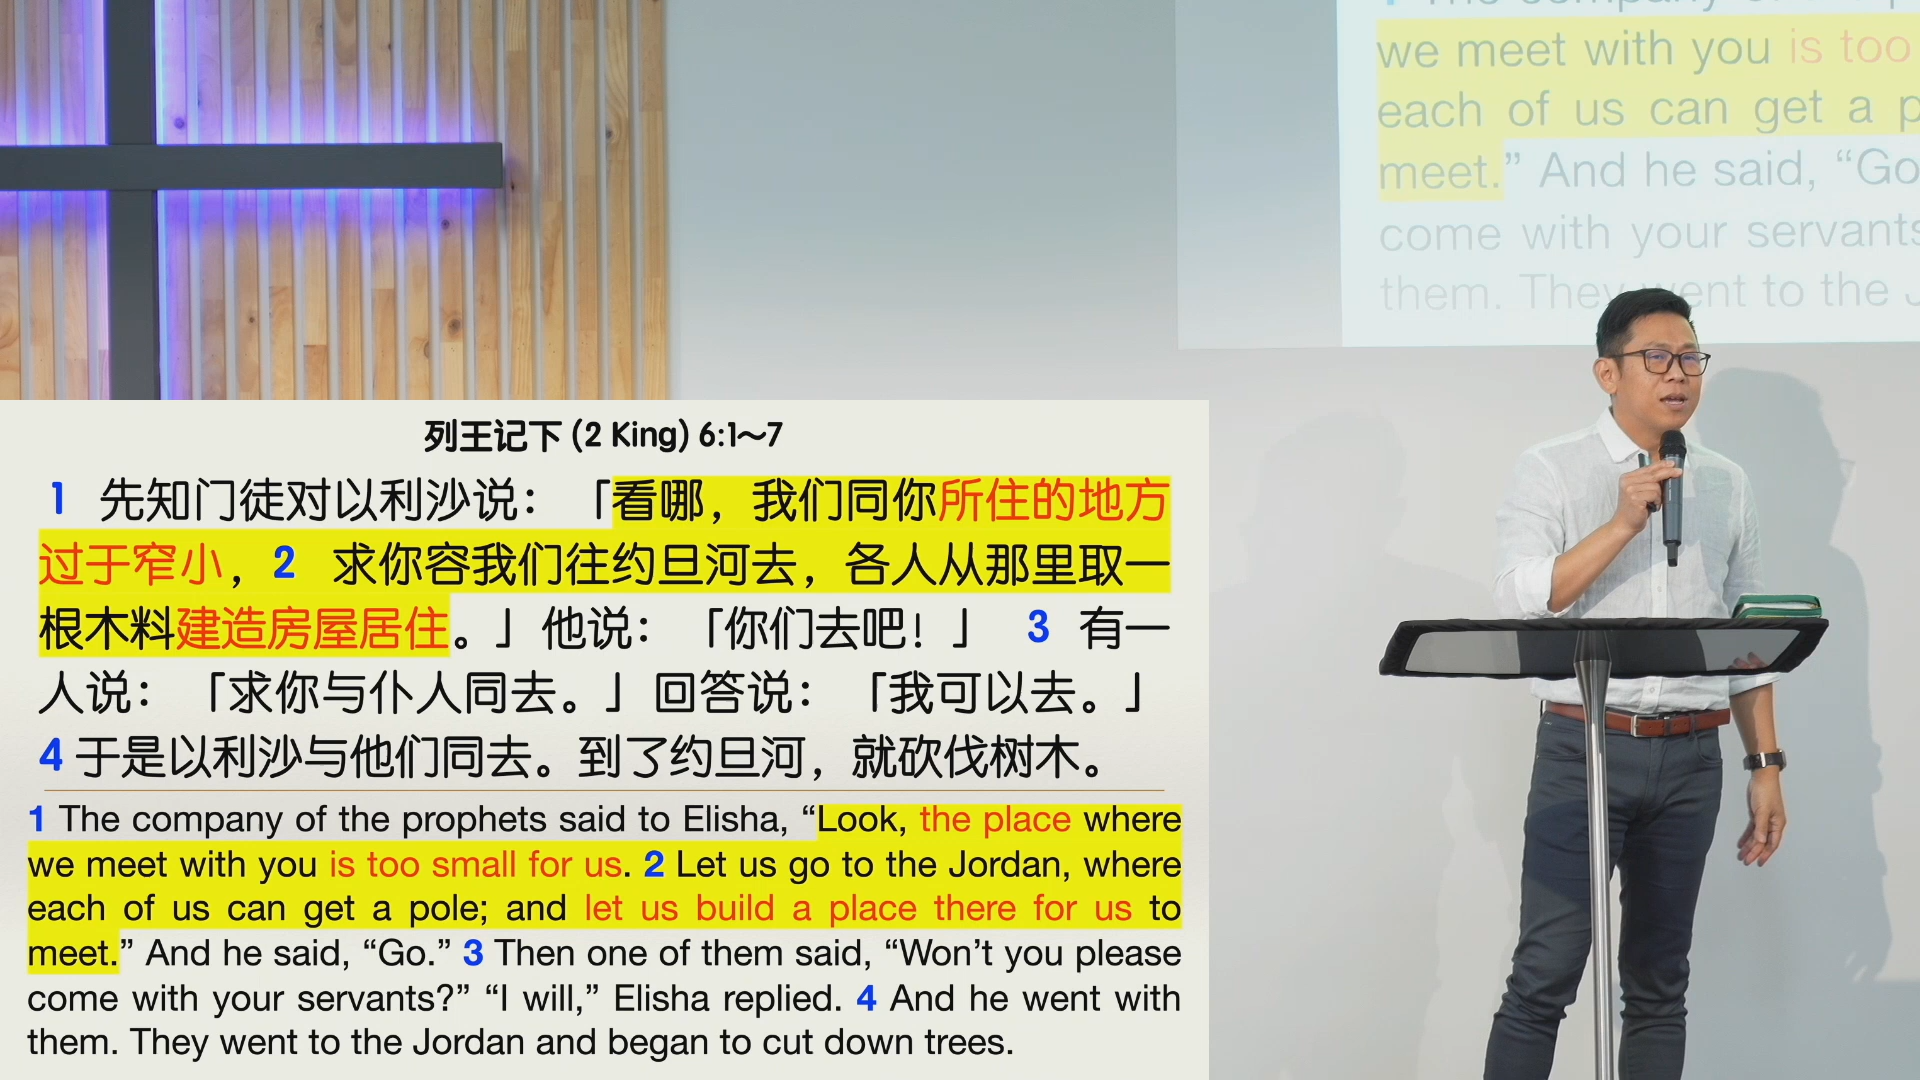 we meet with you is too
each of us can get a
meet.” And he said, “Go
come with your servants
them. They went to the
列王记下 (2 King) 6:1～7
1 先知门徒对以利沙说：「看哪，我们同你所住的地方
过于窄小，2 求你容我们往约旦河去，各人从那里取一
根木料建造房屋居住。」他说：「你们去吧！」 3 有一
人说：「求你与仆人同去。」回答说：「我可以去。」
4 于是以利沙与他们同去。到了约旦河，就砍伐树木。
1 The company of the prophets said to Elisha, “Look, the place where
we meet with you is too small for us. 2 Let us go to the Jordan, where
each of us can get a pole; and let us build a place there for us to
meet.” And he said, “Go.” 3 Then one of them said, “Won’t you please
come with your servants?” “I will,” Elisha replied. 4 And he went with
them. They went to the Jordan and began to cut down trees.